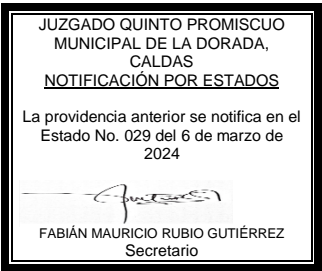 JUZGADO QUINTO PROMISCUO
MUNICIPAL DE LA DORADA,
CALDAS
NOTIFICACIÓN POR ESTADOS
La providencia anterior se notifica en el
Estado No. 029 del 6 de marzo de
2024
FABIÁN MAURICIO RUBIO GUTIÉRREZ
Secretario